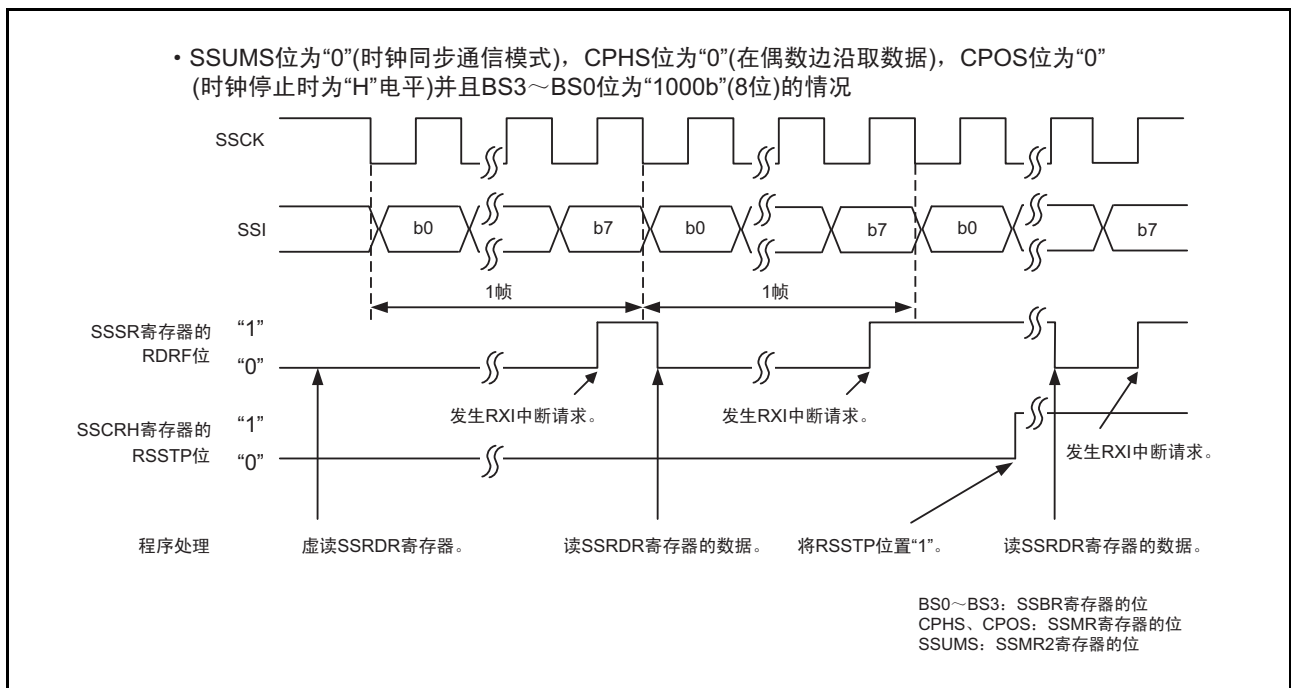 • SSUMS位为“0”(时钟同步通信模式)，CPHS位为“0”(在偶数边沿取数据)，CPOS位为“0”
(时钟停止时为“H”电平)并且BS3～BS0位为“1000b”(8位)的情况
SSCK
SSI
b0
b7
b0
b7
b0
b7
1帧
1帧
SSSR寄存器的
RDRF位
“1”
“0”
发生RXI中断请求。
发生RXI中断请求。
发生RXI中断请求。
SSCRH寄存器的
RSSTP位
“1”
“0”
程序处理
虚读SSRDR寄存器。
读SSRDR寄存器的数据。
将RSSTP位置“1”。
读SSRDR寄存器的数据。
BS0～BS3：SSBR寄存器的位
CPHS、CPOS：SSMR寄存器的位
SSUMS：SSMR2寄存器的位